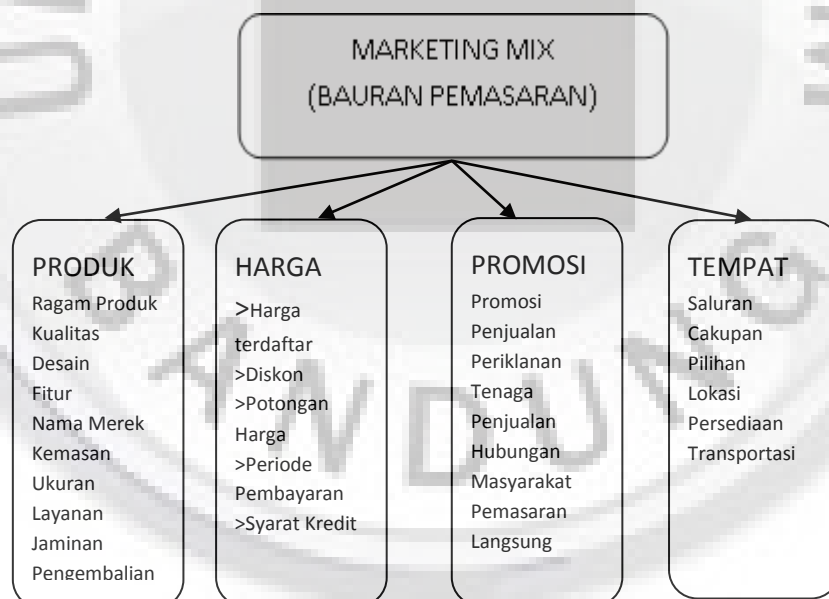 MARKETING MIX
(BAURAN PEMASARAN)
PRODUK
Ragam Produk
Kualitas
Desain
Fitur
Nama Merek
Kemasan
Ukuran
Layanan
Jaminan
Pengembalian
HARGA
>Harga
terdaftar
>Diskon
>Potongan
Harga
>Periode
Pembayaran
>Syarat Kredit
PROMOSI
Promosi
Penjualan
Periklanan
Tenaga
Penjualan
Hubungan
Masyarakat
Pemasaran
Langsung
TEMPAT
Saluran
Cakupan
Pilihan
Lokasi
Persediaan
Transportasi
BANDUNG